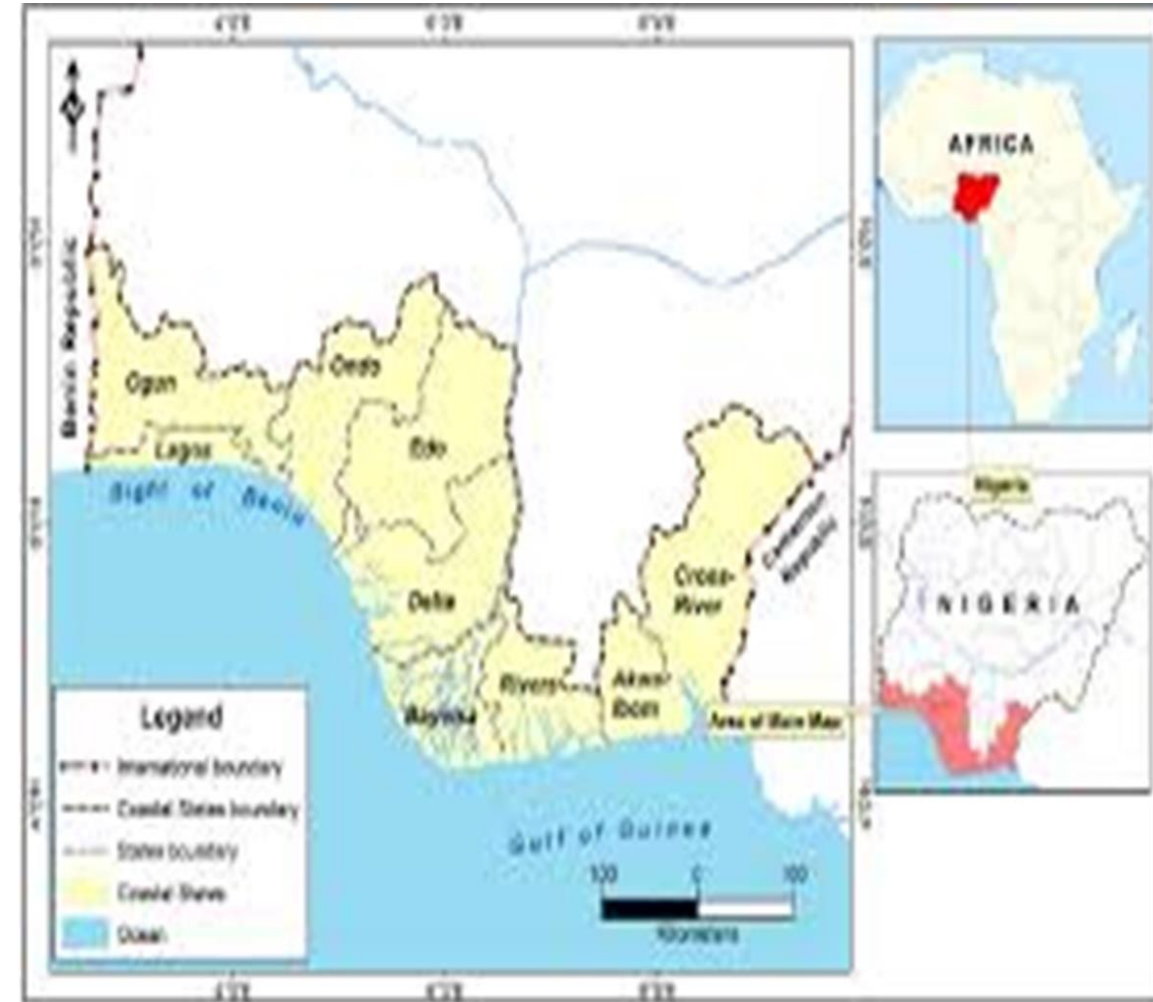 Benin Republic
Ogun
Ondo
Lagos
Edo
Bight of Benin
Delta
Bayelsa
Rivers
Akwa-
Ibom
Cross-
River
Cameroon
Republic
Area of Main Map
Gulf of Guinea
100 0 100
Kilometers
Legend
International boundary
Coastal States boundary
States boundary
Coastal States
Ocean
AFRICA
Nigeria
NIGERIA